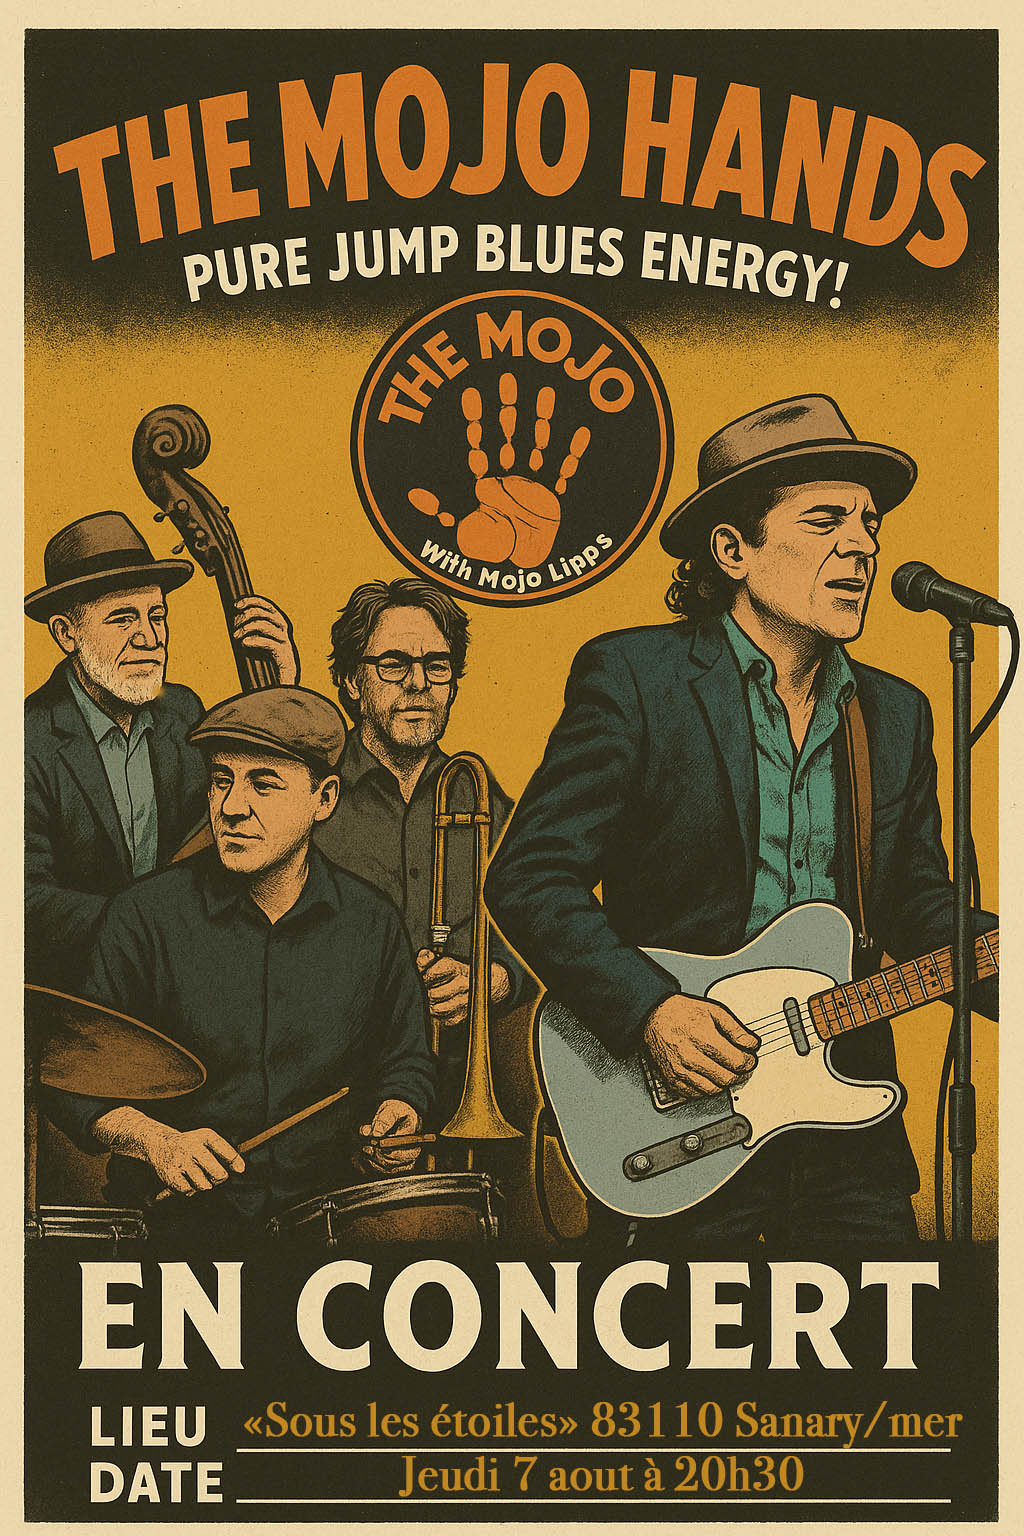 THE MOJO HANDS
PURE JUMP BLUES ENERGY!
THE MOJO
With Mojo Lipps
EN CONCERT
LIEU «Sous les étoiles» 83110 Sanary/mer
DATE Jeudi 7 aout à 20h30